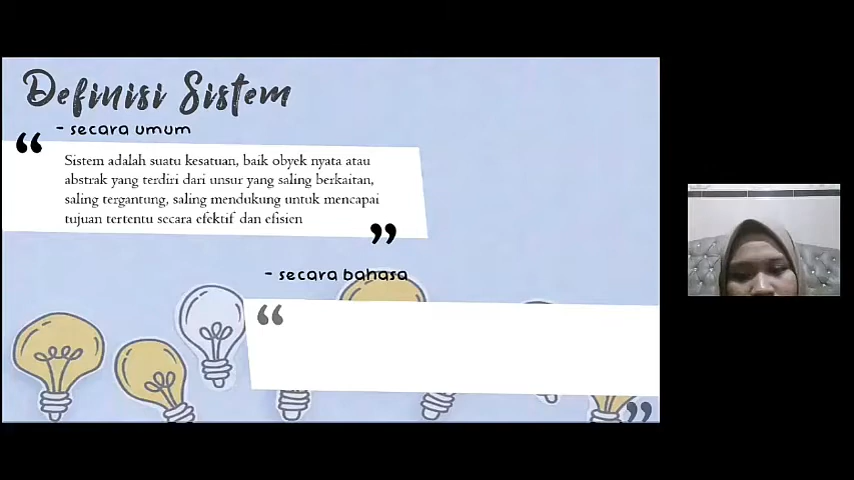 Definisi Sistem
- secara umum
“
Sistem adalah suatu kesatuan, baik obyek nyata atau
abstrak yang terdiri dari unsur yang saling berkaitan,
saling tergantung, saling mendukung untuk mencapai
tujuan tertentu secara efektif dan efisien
”
- secara bahasa
“
”